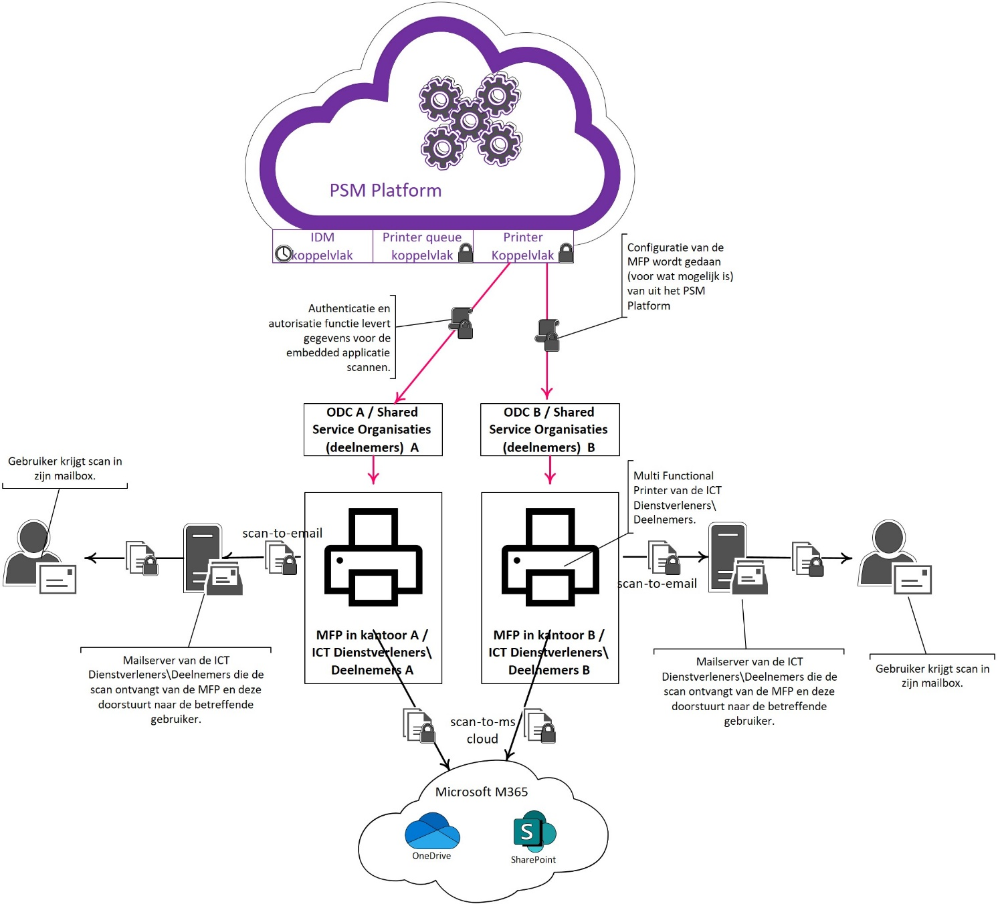 PSM Platform
IDM
koppelvlak
Printer queue
koppelvlak
Printer
Koppelvlak
Configuratie van de
MFP wordt gedaan
(voor wat mogelijk is)
van uit het PSM
Platform
Authenticatie en
autorisatie functie levert
gegevens voor de
embedded applicatie
scannen.
ODC A / Shared
Service Organisaties
(deelnemers) A
ODC B / Shared
Service Organisaties
(deelnemers) B
Gebruiker krijgt scan in
zijn mailbox.
Multi Functional
Printer van de ICT
Dienstverleners\
Deelnemers.
scan-to-email
scan-to-email
MFP in kantoor A /
ICT Dienstverleners\
Deelnemers A
MFP in kantoor B /
ICT Dienstverleners\
Deelnemers B
Mailserver van de ICT
Dienstverleners\Deelnemers die de
scan ontvangt van de MFP en deze
doorstuurt naar de betreffende
gebruiker.
Mailserver van de ICT
Dienstverleners\Deelnemers die de
scan ontvangt van de MFP en deze
doorstuurt naar de betreffende
gebruiker.
Gebruiker krijgt scan in
zijn mailbox.
scan-to-ms
cloud
Microsoft M365
S
OneDrive
SharePoint